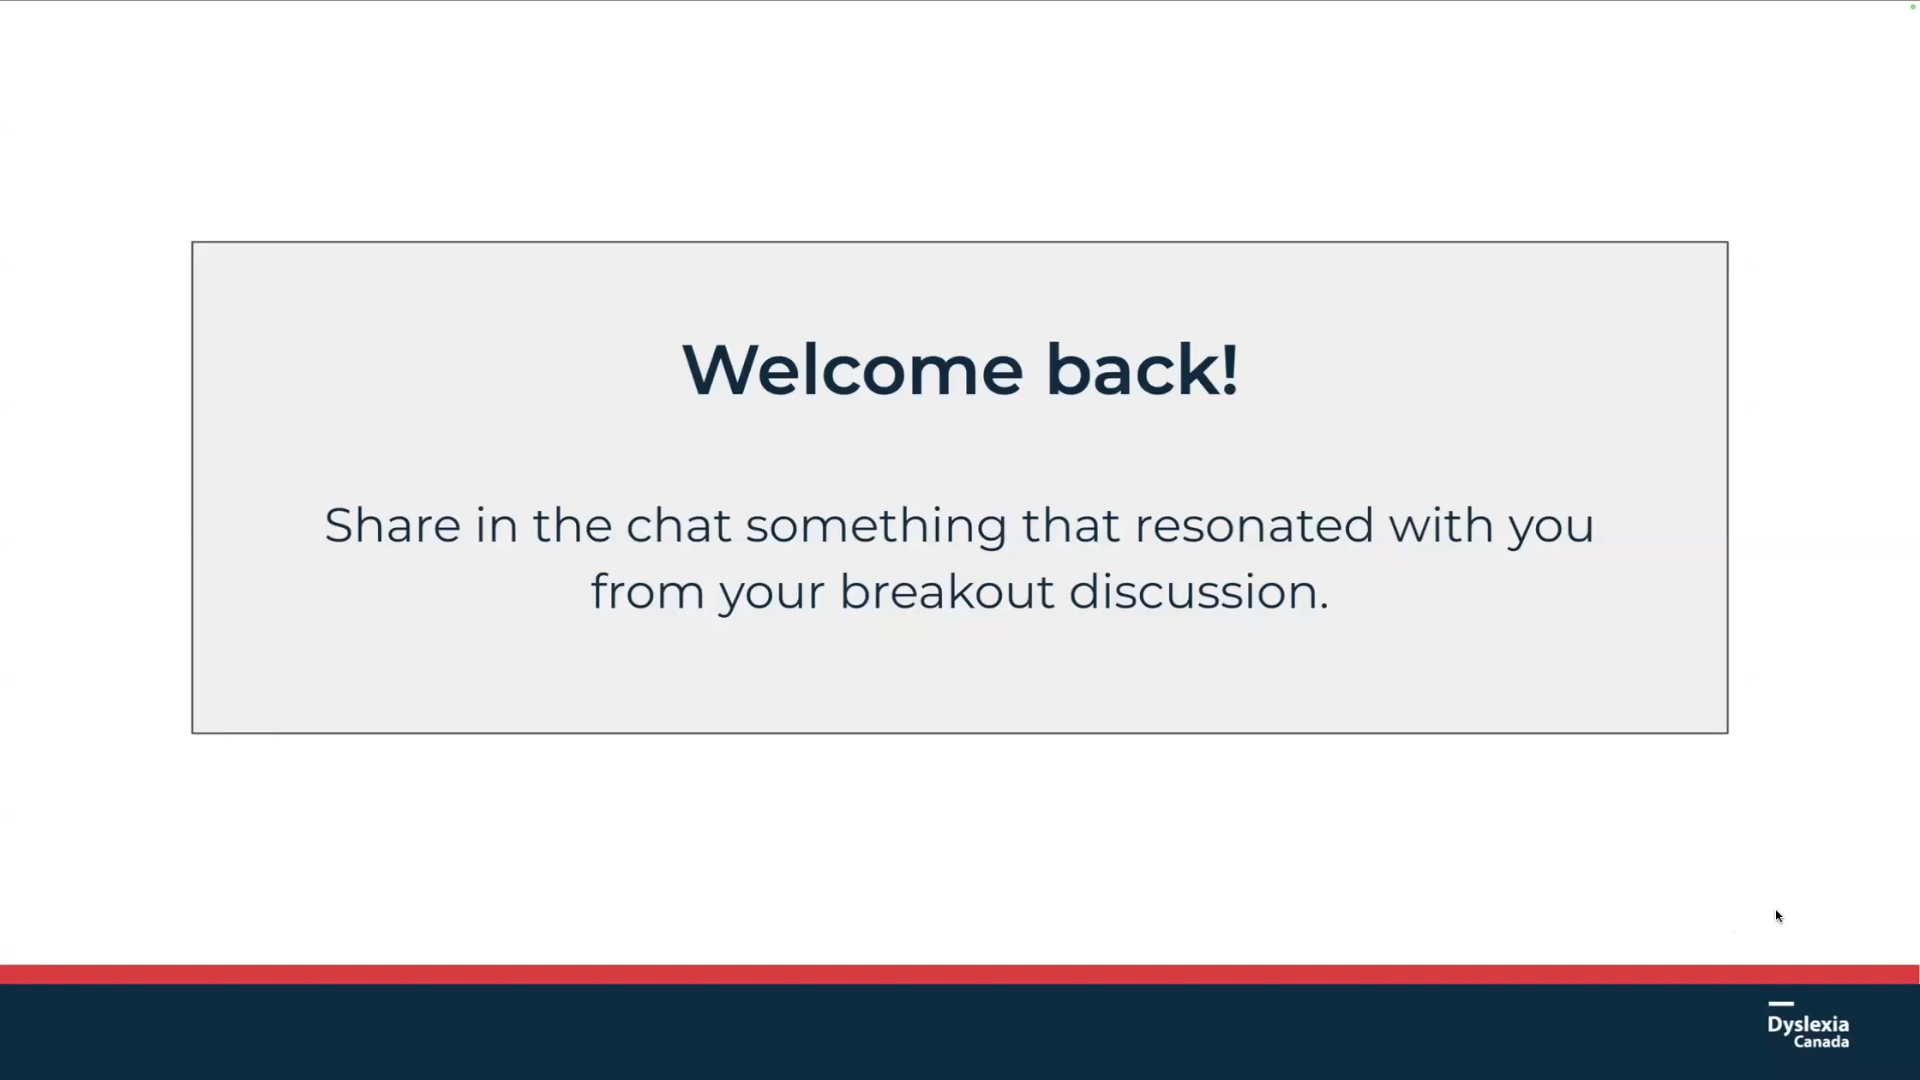 Welcome back!
Share in the chat something that resonated with you
from your breakout discussion.
Dyslexia
Canada